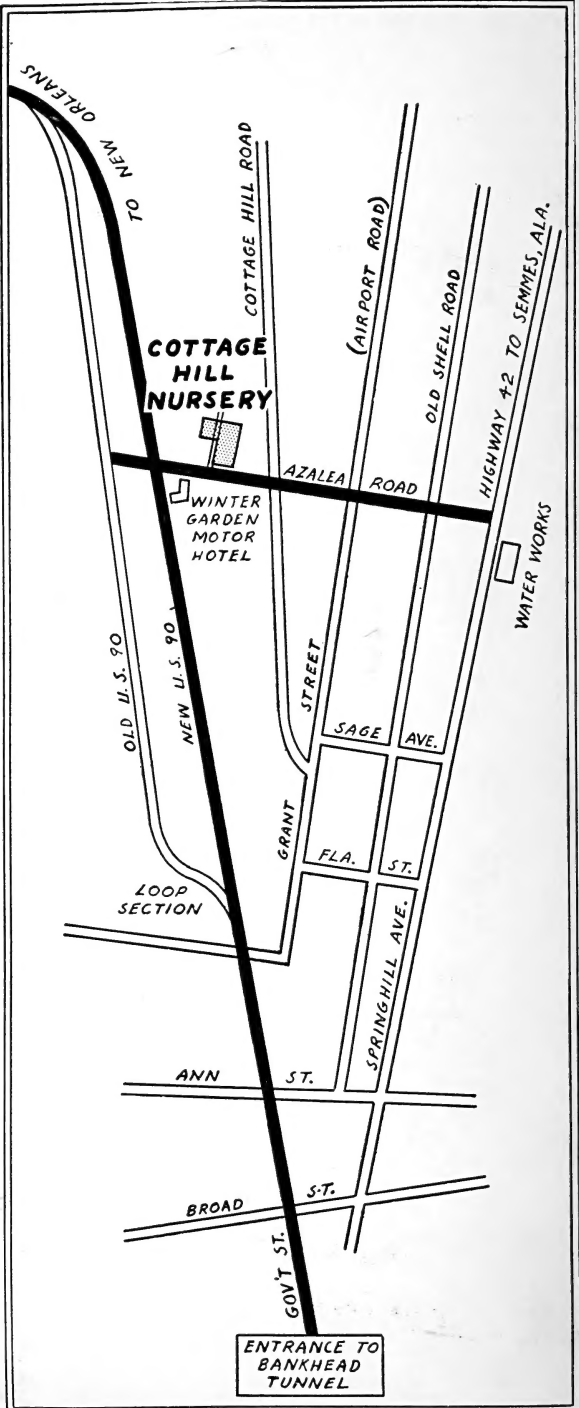 TO NEW ORLEANS
COTTAGE HILL ROAD
(AIRPORT ROAD)
OLD SHELL ROAD
HIGHWAY 42 TO SEMMES, ALA.
COTTAGE
HILL
NURSERY
AZALEA ROAD
WINTER
GARDEN
MOTOR
HOTEL
WATER WORKS
OLD U.S. 90
NEW U.S. 90
GRANT STREET
SAGE AVE.
FLA. ST.
LOOP
SECTION
SPRINGHILL AVE.
ANN ST.
BROAD ST.
GOV'T ST.
ENTRANCE TO
BANKHEAD
TUNNEL